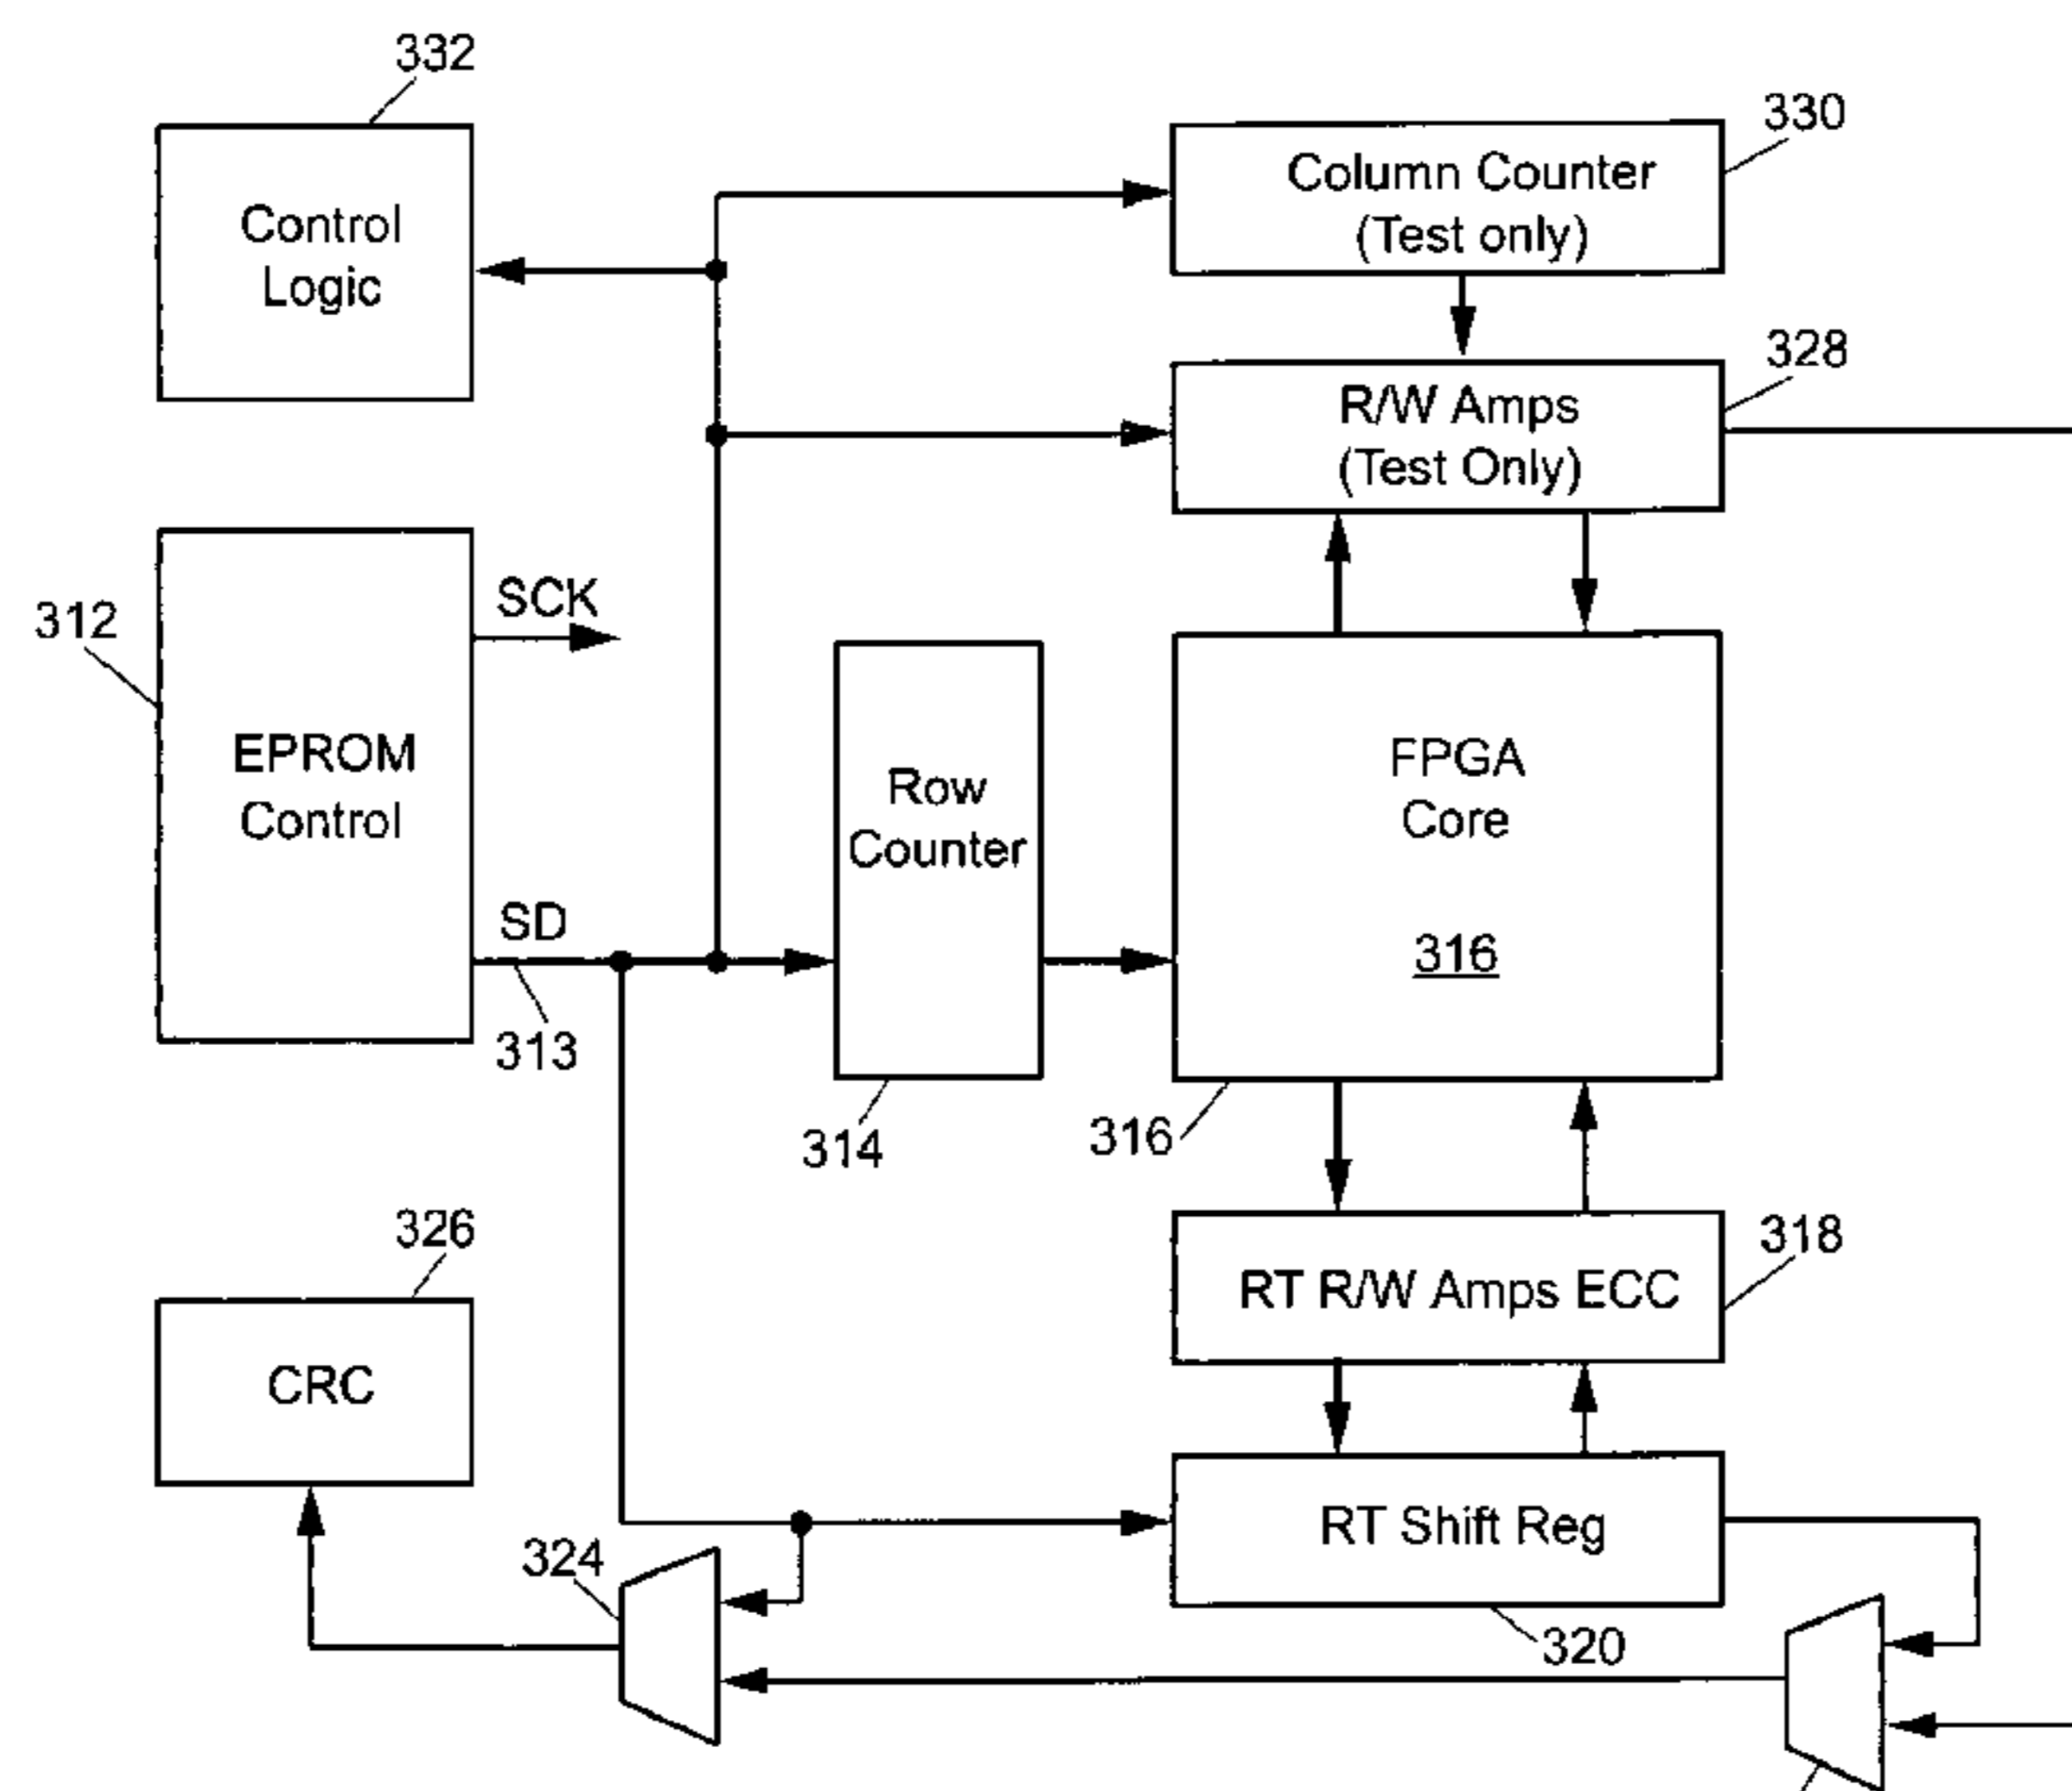 332
330
Control
Logic
Column Counter
(Test only)
328
R/W Amps
(Test Only)
312
SCK
EPROM
Control
Row
Counter
FPGA
Core
316
SD
313
314
316
326
318
CRC
RT R/W Amps ECC
324
RT Shift Reg
320